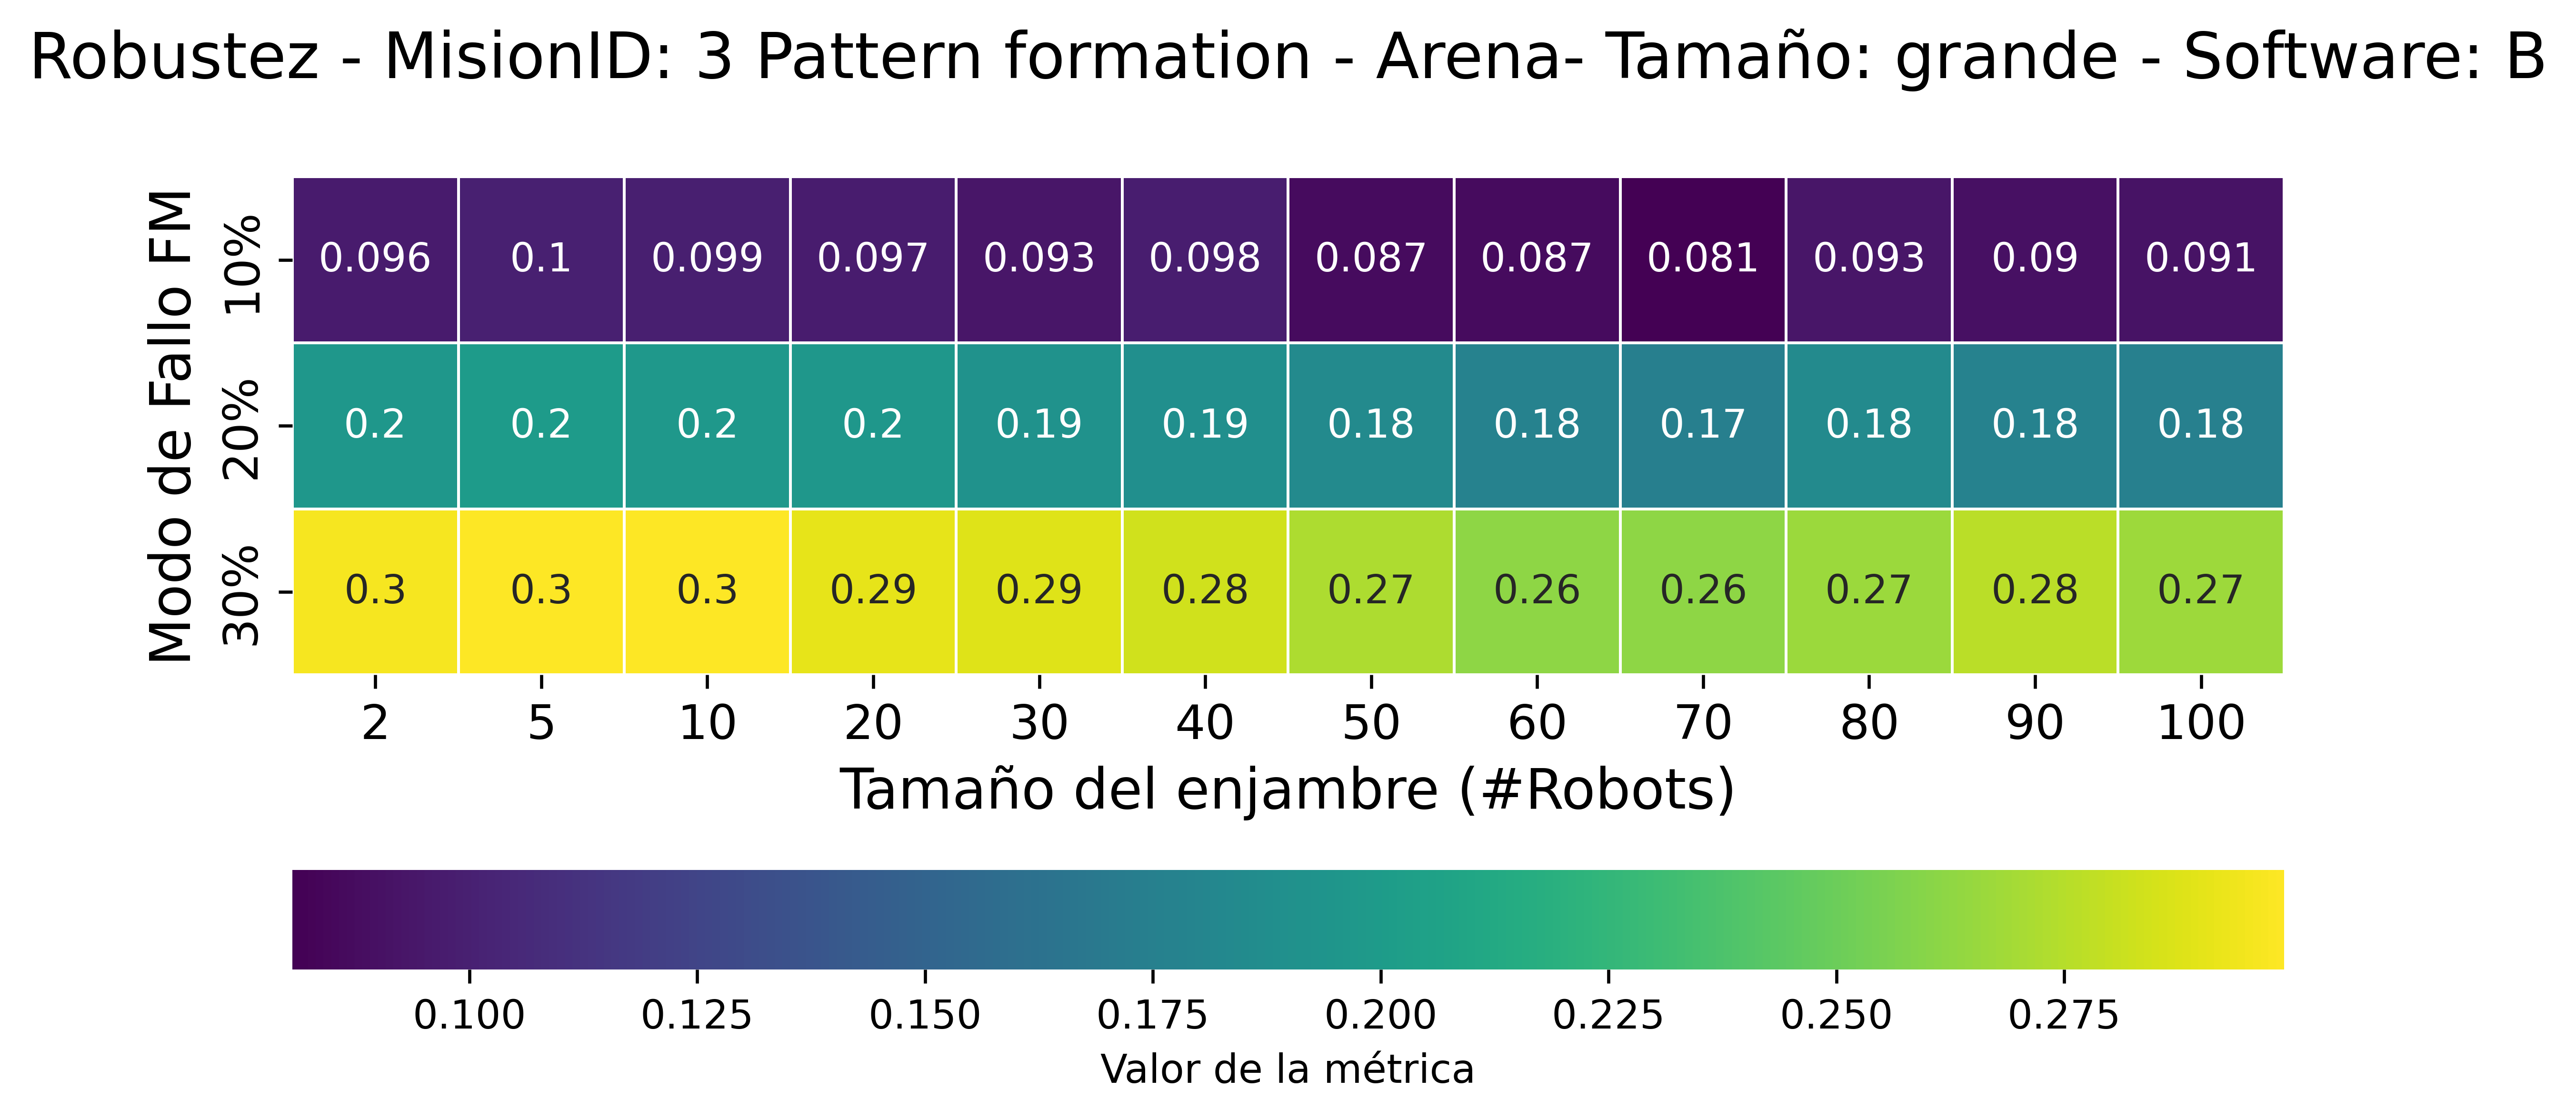 Robustez - MisionID: 3 Pattern formation - Arena- Tamaño: grande - Software: B
Modo de Fallo FM
10% 0.096 0.1 0.099 0.097 0.093 0.098 0.087 0.087 0.081 0.093 0.09 0.091
20% 0.2 0.2 0.2 0.2 0.19 0.19 0.18 0.18 0.17 0.18 0.18 0.18
30% 0.3 0.3 0.3 0.29 0.29 0.28 0.27 0.26 0.26 0.27 0.28 0.27
2 5 10 20 30 40 50 60 70 80 90 100
Tamaño del enjambre (#Robots)
0.100 0.125 0.150 0.175 0.200 0.225 0.250 0.275
Valor de la métrica